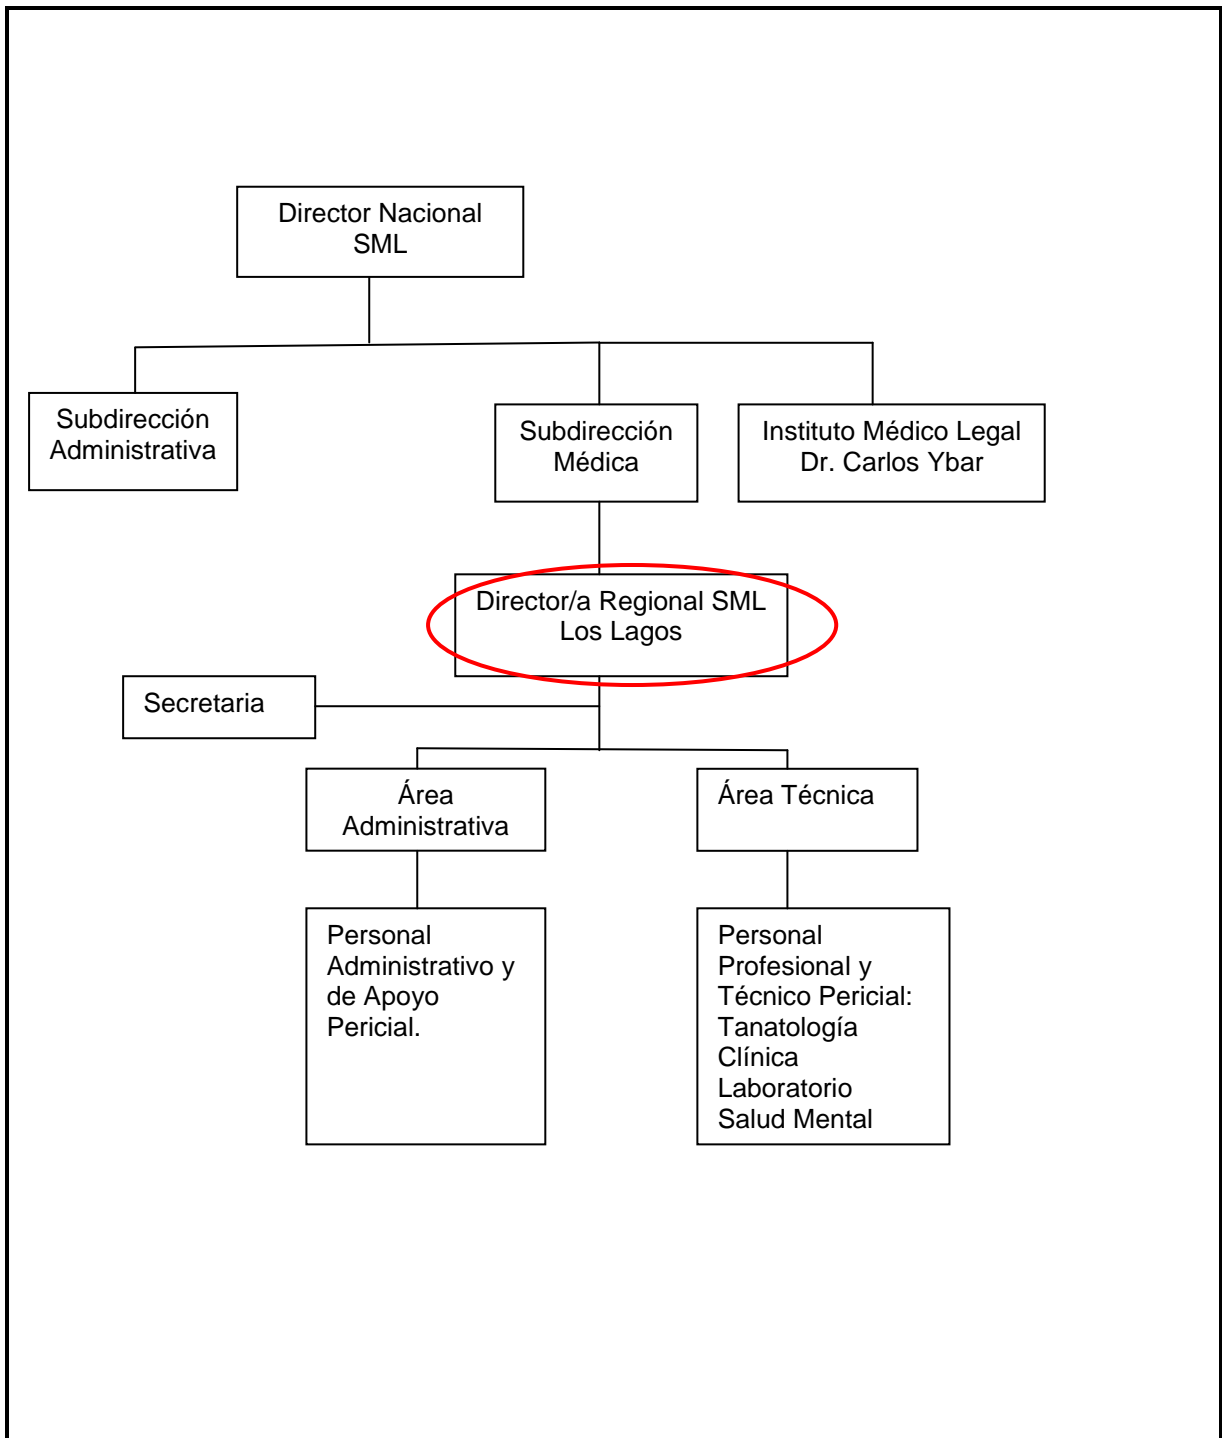 Director Nacional
SML
Subdirección
Administrativa
Subdirección
Médica
Instituto Médico Legal
Dr. Carlos Ybar
Director/a Regional SML
Los Lagos
Secretaria
Área
Administrativa
Área Técnica
Personal
Administrativo y
de Apoyo
Pericial.
Personal
Profesional y
Técnico Pericial:
Tanatología
Clínica
Laboratorio
Salud Mental